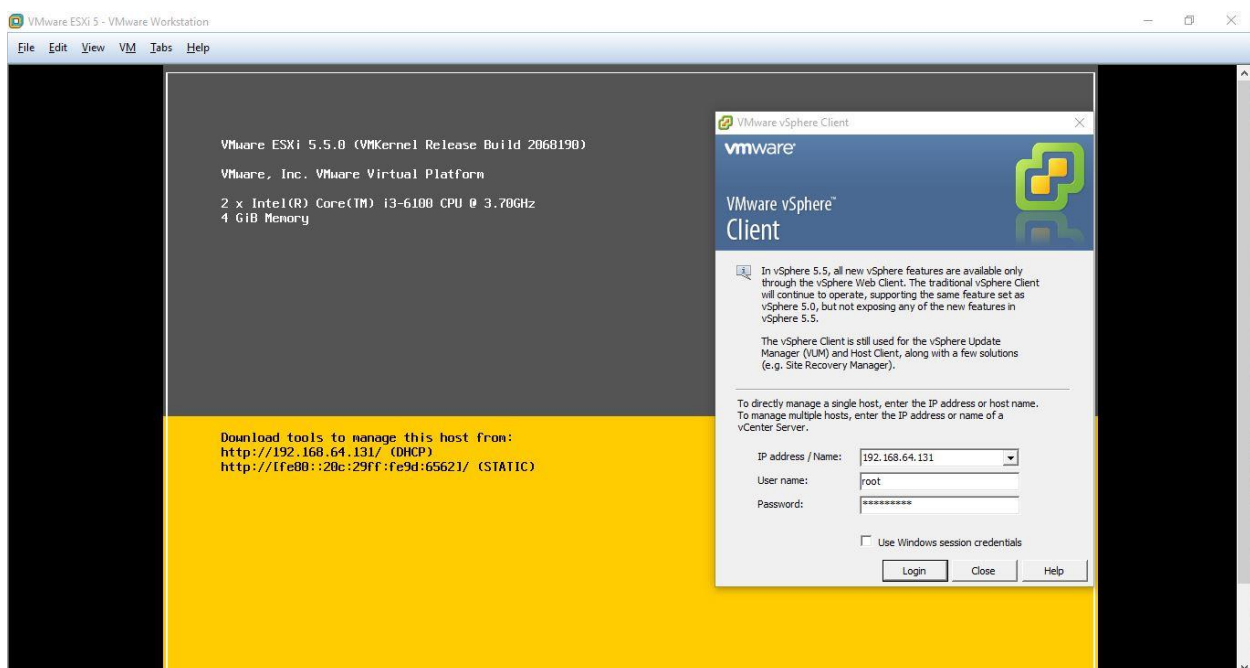 VMware ESXi 5 - VMware Workstation
File Edit View VM Tabs Help
VMware ESXi 5.5.0 (VMKernel Release Build 2068190)
VMware, Inc. VMware Virtual Platform
2 x Intel(R) Core(TM) i3-6100 CPU @ 3.70GHz
4 GiB Memory
Download tools to manage this host from:
http://192.168.64.131/ (DHCP)
http://[fe80::20c:29ff:fe9d:6562]/ (STATIC)
VMware vSphere Client
vmware
VMware vSphere™
Client
In vSphere 5.5, all new vSphere features are available only
through the vSphere Web Client. The traditional vSphere Client
will continue to operate, supporting the same feature set as
vSphere 5.0, but not exposing any of the new features in
vSphere 5.5.
The vSphere Client is still used for the vSphere Update
Manager (VUM) and Host Client, along with a few solutions
(e.g. Site Recovery Manager).
To directly manage a single host, enter the IP address or host name.
To manage multiple hosts, enter the IP address or name of a
vCenter Server.
IP address / Name: 192.168.64.131
User name: root
Password: *********
Use Windows session credentials
Login Close Help